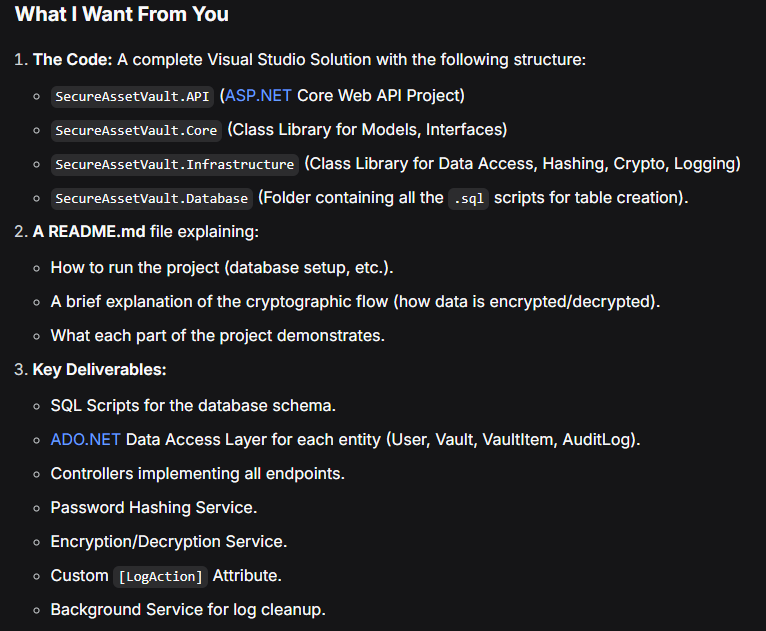 What I Want From You
1. The Code: A complete Visual Studio Solution with the following structure:
○ SecureAssetVault.API (ASP.NET Core Web API Project)
○ SecureAssetVault.Core (Class Library for Models, Interfaces)
○ SecureAssetVault.Infrastructure (Class Library for Data Access, Hashing, Crypto, Logging)
○ SecureAssetVault.Database (Folder containing all the .sql scripts for table creation).
2. A README.md file explaining:
○ How to run the project (database setup, etc.).
○ A brief explanation of the cryptographic flow (how data is encrypted/decrypted).
○ What each part of the project demonstrates.
3. Key Deliverables:
○ SQL Scripts for the database schema.
○ ADO.NET Data Access Layer for each entity (User, Vault, VaultItem, AuditLog).
○ Controllers implementing all endpoints.
○ Password Hashing Service.
○ Encryption/Decryption Service.
○ Custom [LogAction] Attribute.
○ Background Service for log cleanup.